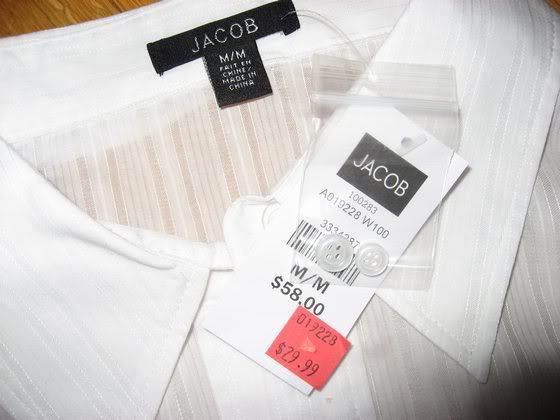 JACOB
M/M
FAIT EN
CHINE/
MADE IN
CHINA
JACOB
100283
A019228 W100
M/M
$58.00
019228
$29.99